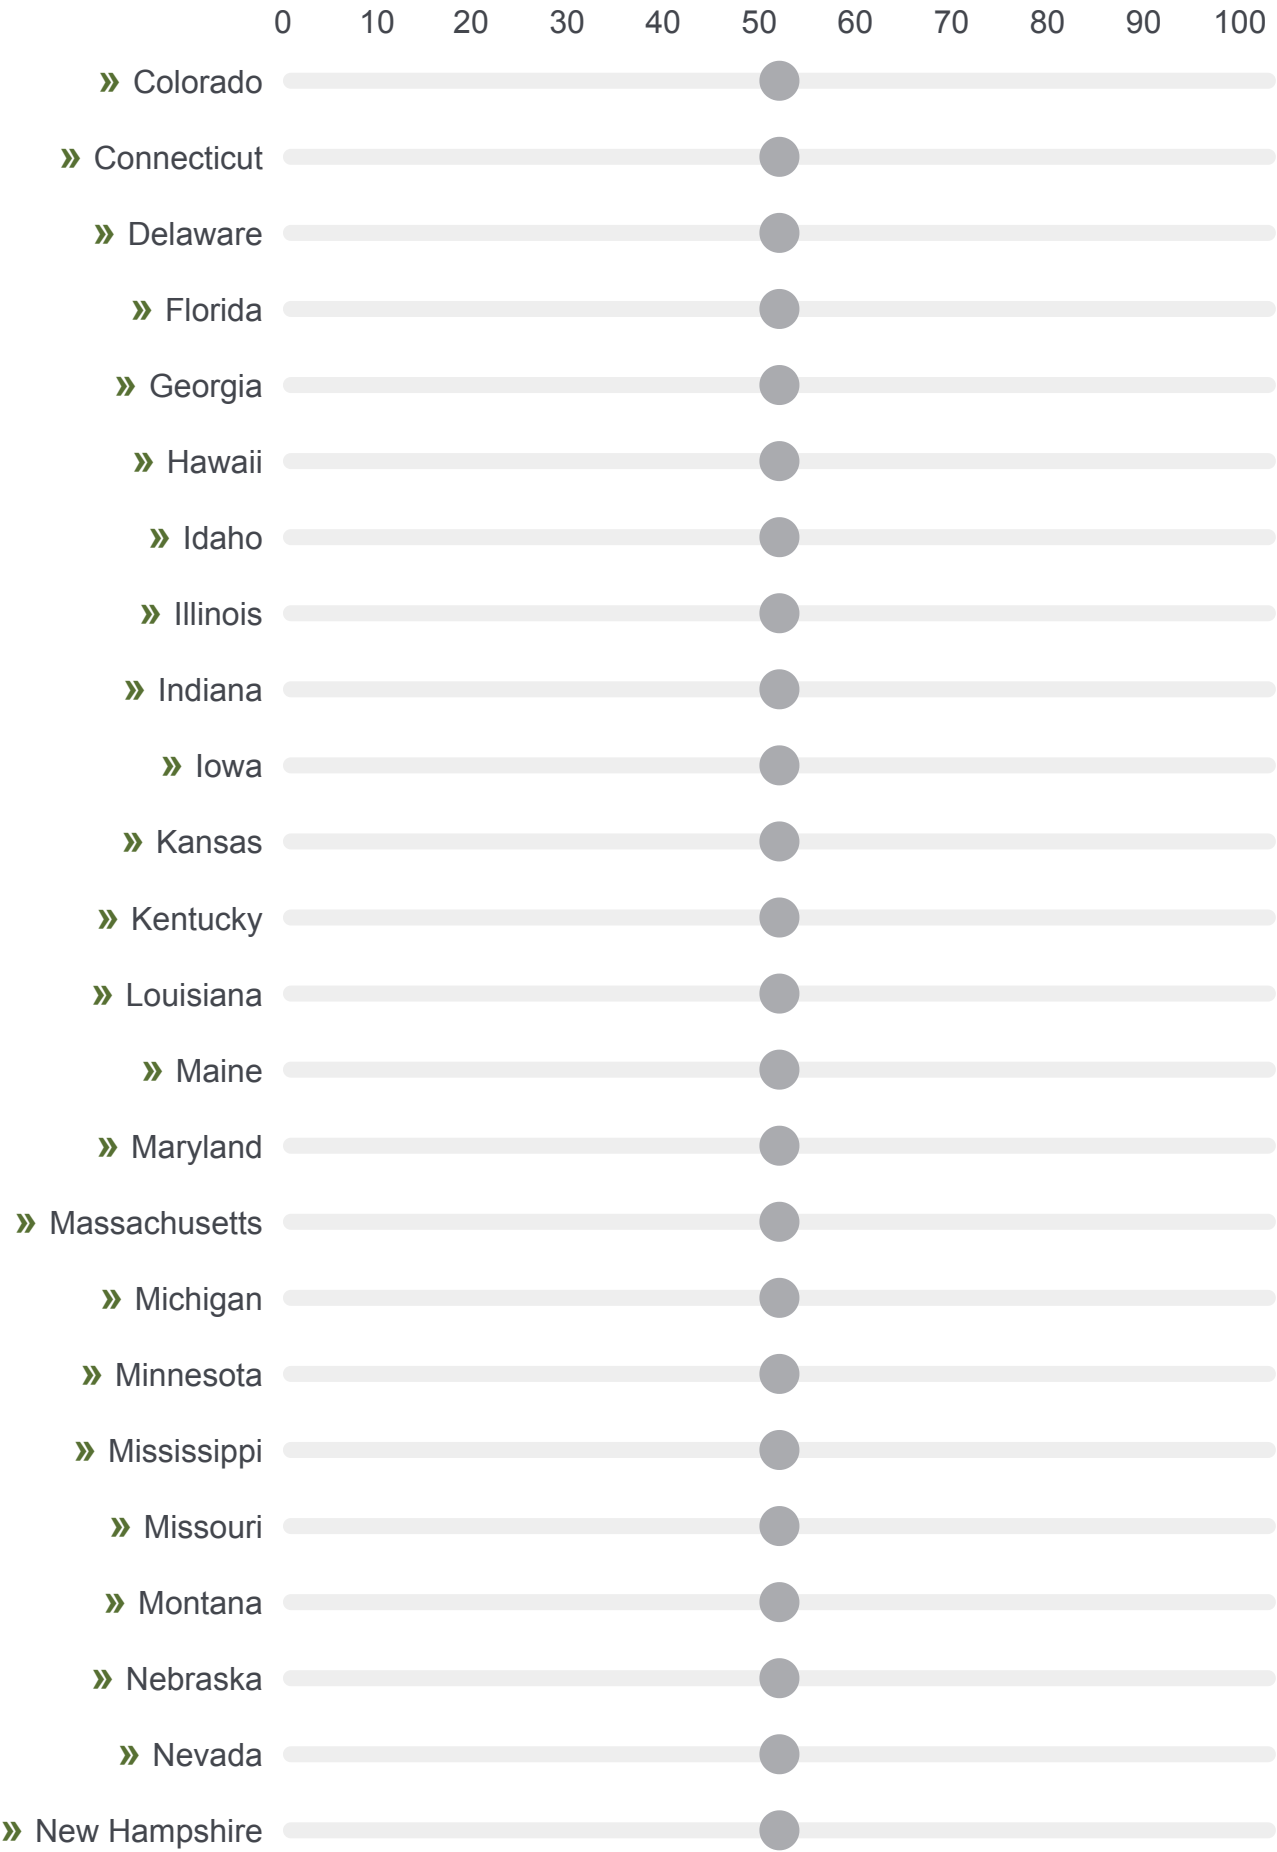 0 10 20 30 40 50 60 70 80 90 100
» Colorado
» Connecticut
» Delaware
» Florida
» Georgia
» Hawaii
» Idaho
» Illinois
» Indiana
» Iowa
» Kansas
» Kentucky
» Louisiana
» Maine
» Maryland
» Massachusetts
» Michigan
» Minnesota
» Mississippi
» Missouri
» Montana
» Nebraska
» Nevada
» New Hampshire